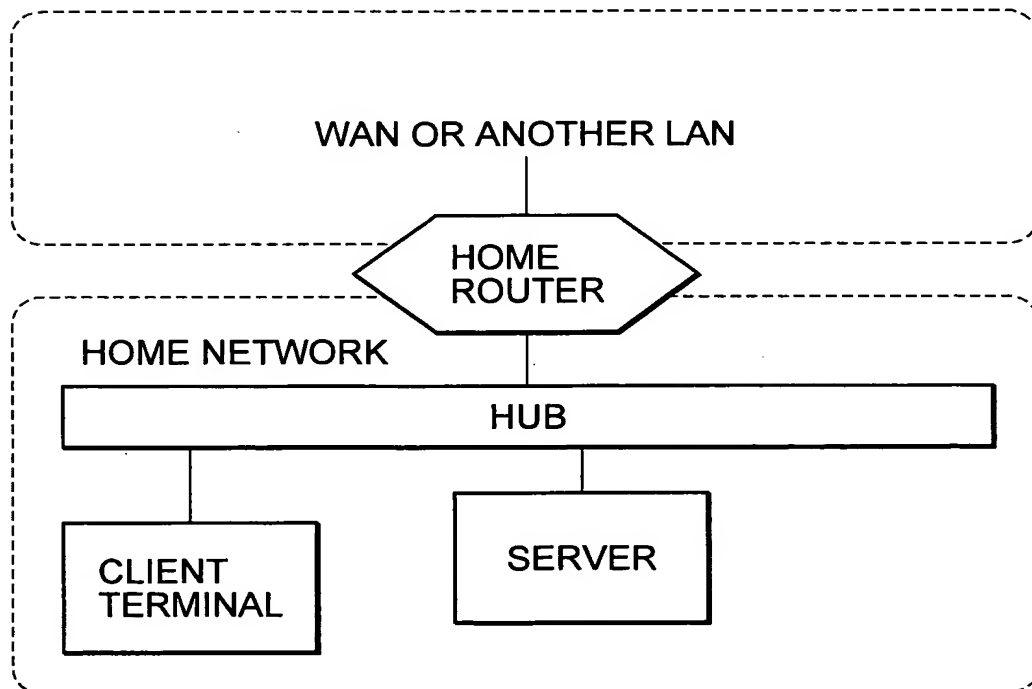 WAN OR ANOTHER LAN
HOME
ROUTER
HOME NETWORK
HUB
CLIENT
TERMINAL
SERVER